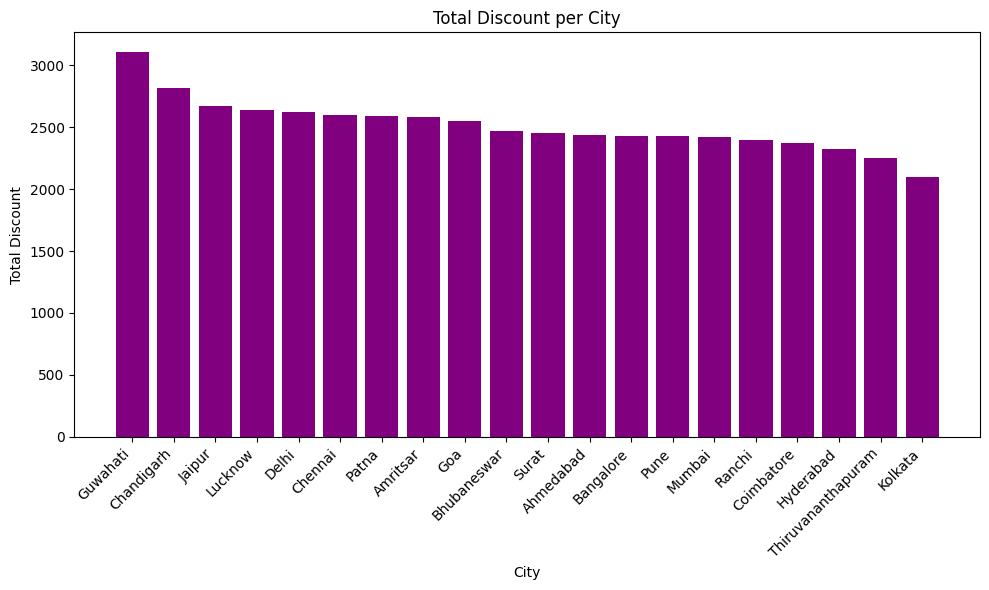 Total Discount per City
Total Discount
3000
2500
2000
1500
1000
500
0
Guwahati
Chandigarh
Jaipur
Lucknow
Delhi
Chennai
Patna
Amritsar
Goa
Bhubaneswar
Surat
Ahmedabad
Bangalore
Pune
Mumbai
Ranchi
Coimbatore
Hyderabad
Thiruvananthapuram
Kolkata
City